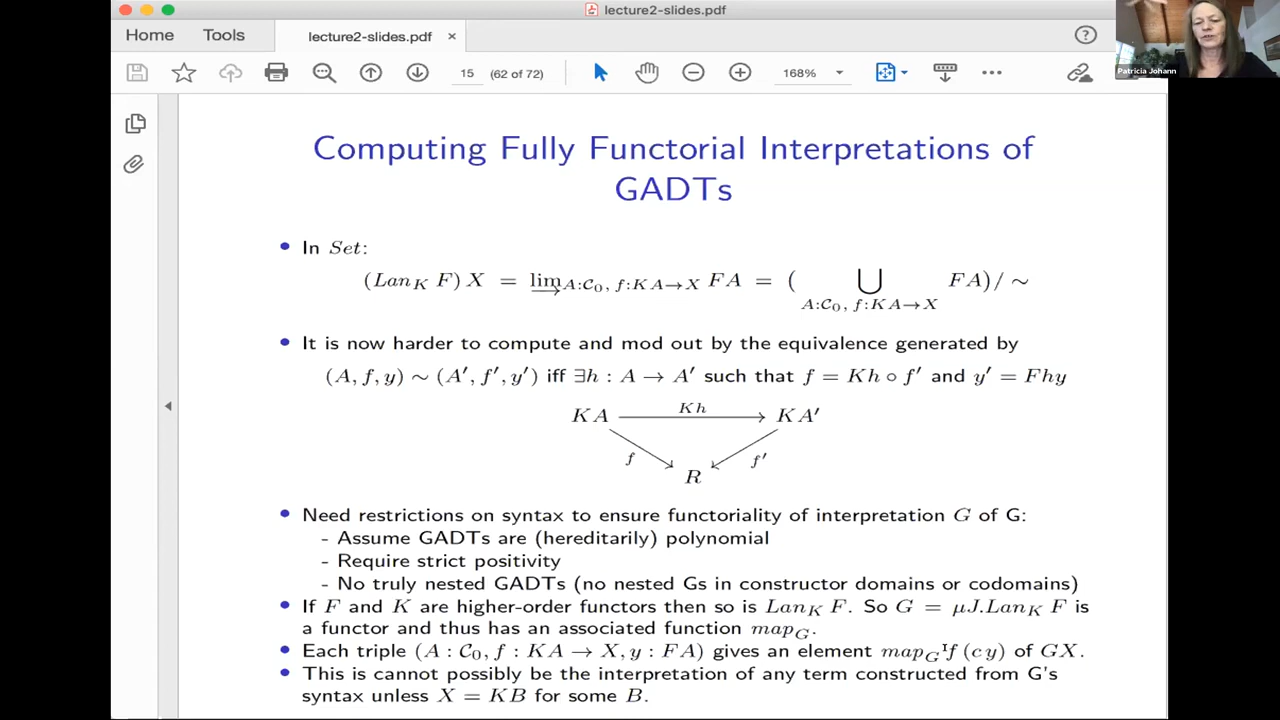 lecture2-slides.pdf
Home Tools lecture2-slides.pdf ×
15 (62 of 72) 168%
Patricia Johann
Computing Fully Functorial Interpretations of
GADTs
• In Set:
(Lan_K F) X = lim_→ A:C₀, f:KA→X FA = ( ⋃ A:C₀, f:KA→X FA)/ ∼
• It is now harder to compute and mod out by the equivalence generated by
(A, f, y) ∼ (A′, f′, y′) iff ∃h : A → A′ such that f = Kh ∘ f′ and y′ = Fhy
KA Kh KA′
f f′
R
• Need restrictions on syntax to ensure functoriality of interpretation G of G:
- Assume GADTs are (hereditarily) polynomial
- Require strict positivity
- No truly nested GADTs (no nested Gs in constructor domains or codomains)
• If F and K are higher-order functors then so is Lan_K F. So G = μJ.Lan_K F is
a functor and thus has an associated function map_G.
• Each triple (A : C₀, f : KA → X, y : FA) gives an element map_G f (c y) of GX.
• This cannot possibly be the interpretation of any term constructed from G's
syntax unless X = KB for some B.